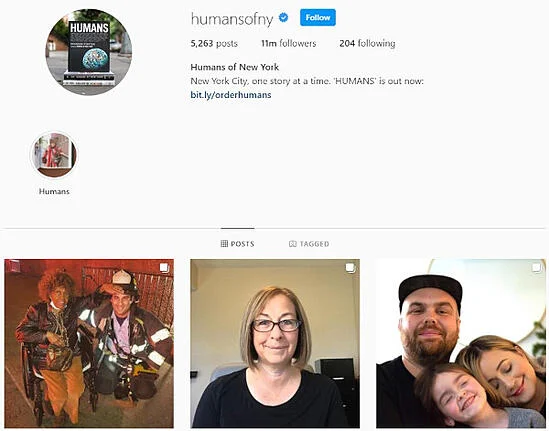 HUMANS
humansofny Follow
5,263 posts 11m followers 204 following
Humans of New York
New York City, one story at a time. 'HUMANS' is out now:
bit.ly/orderhumans
Humans
POSTS TAGGED